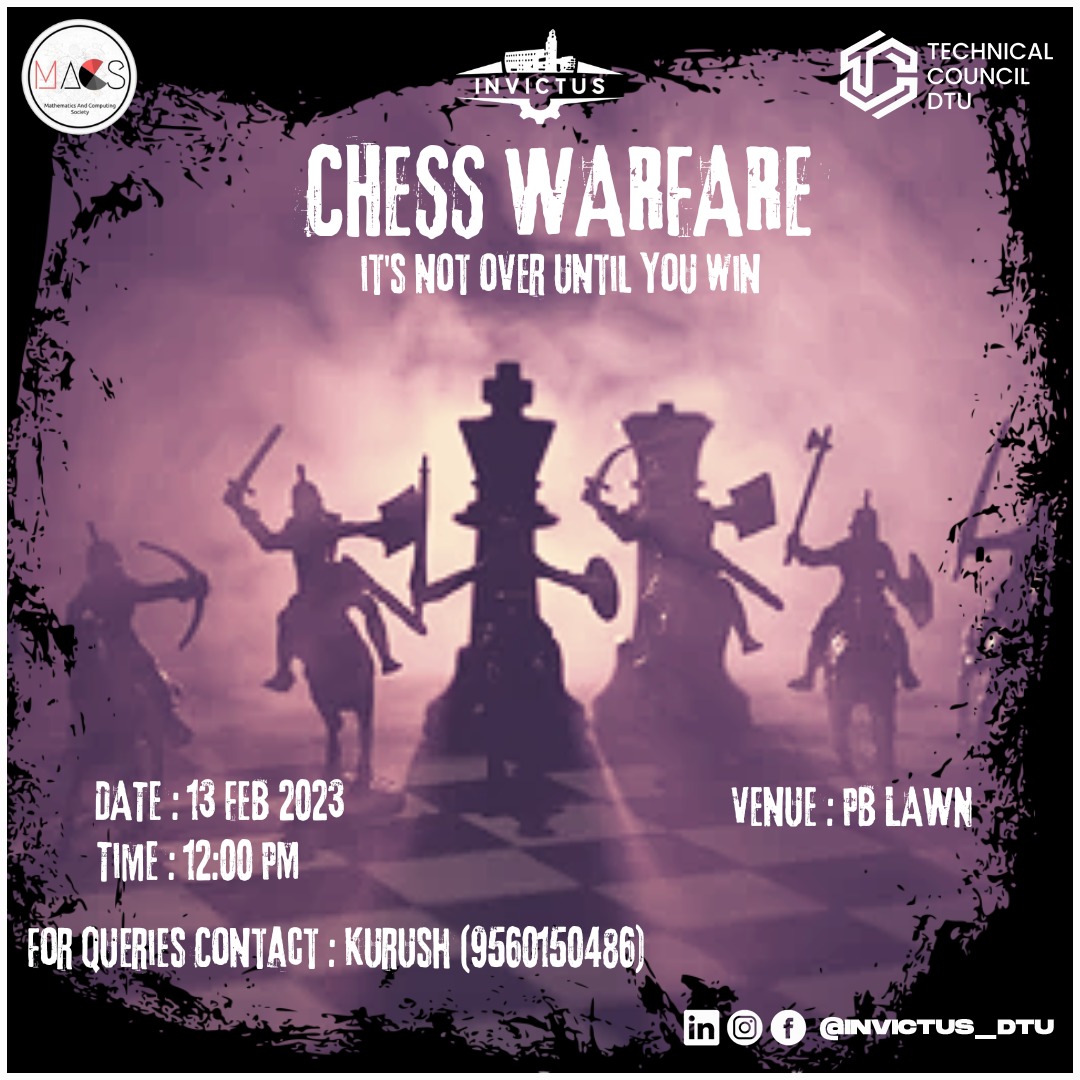 MACS
Mathematics And Computing
Society
INVICTUS
TECHNICAL
COUNCIL
DTU
CHESS WARFARE
IT'S NOT OVER UNTIL YOU WIN
DATE : 13 FEB 2023
VENUE : PB LAWN
TIME : 12:00 PM
FOR QUERIES CONTACT : KURUSH (9560150486)
@INVICTUS_DTU